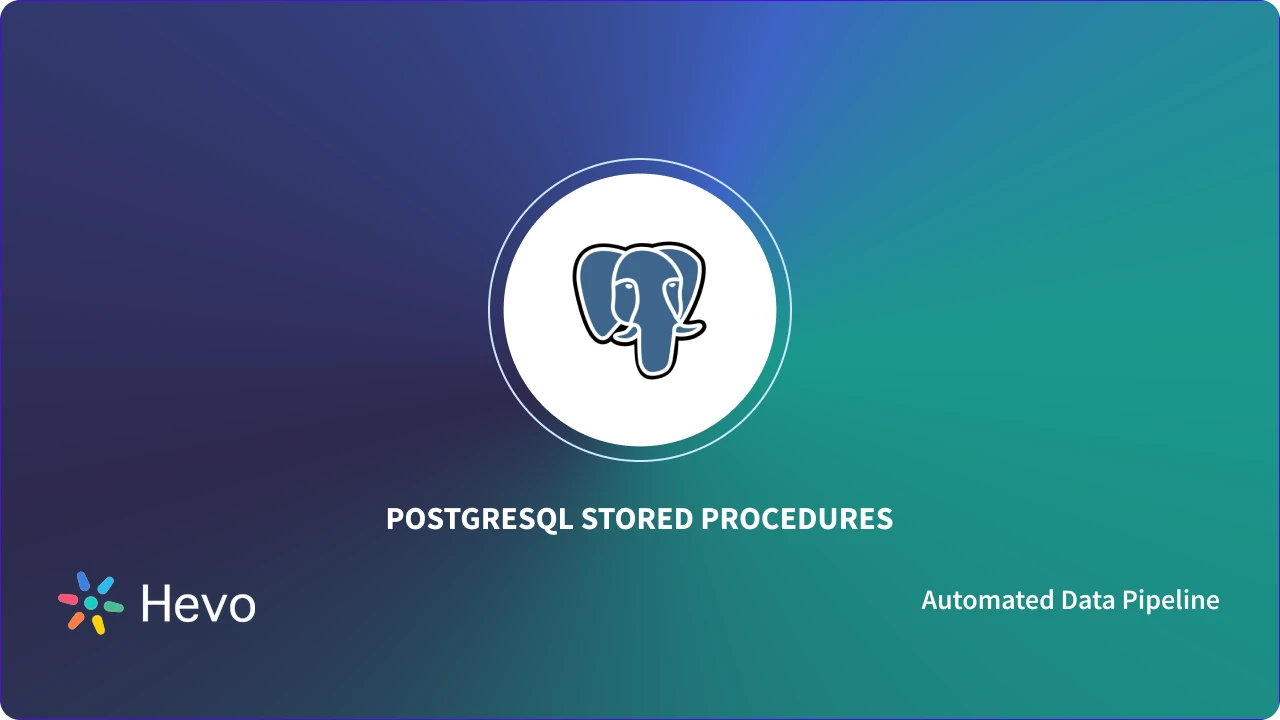 POSTGRESQL STORED PROCEDURES
Hevo
Automated Data Pipeline